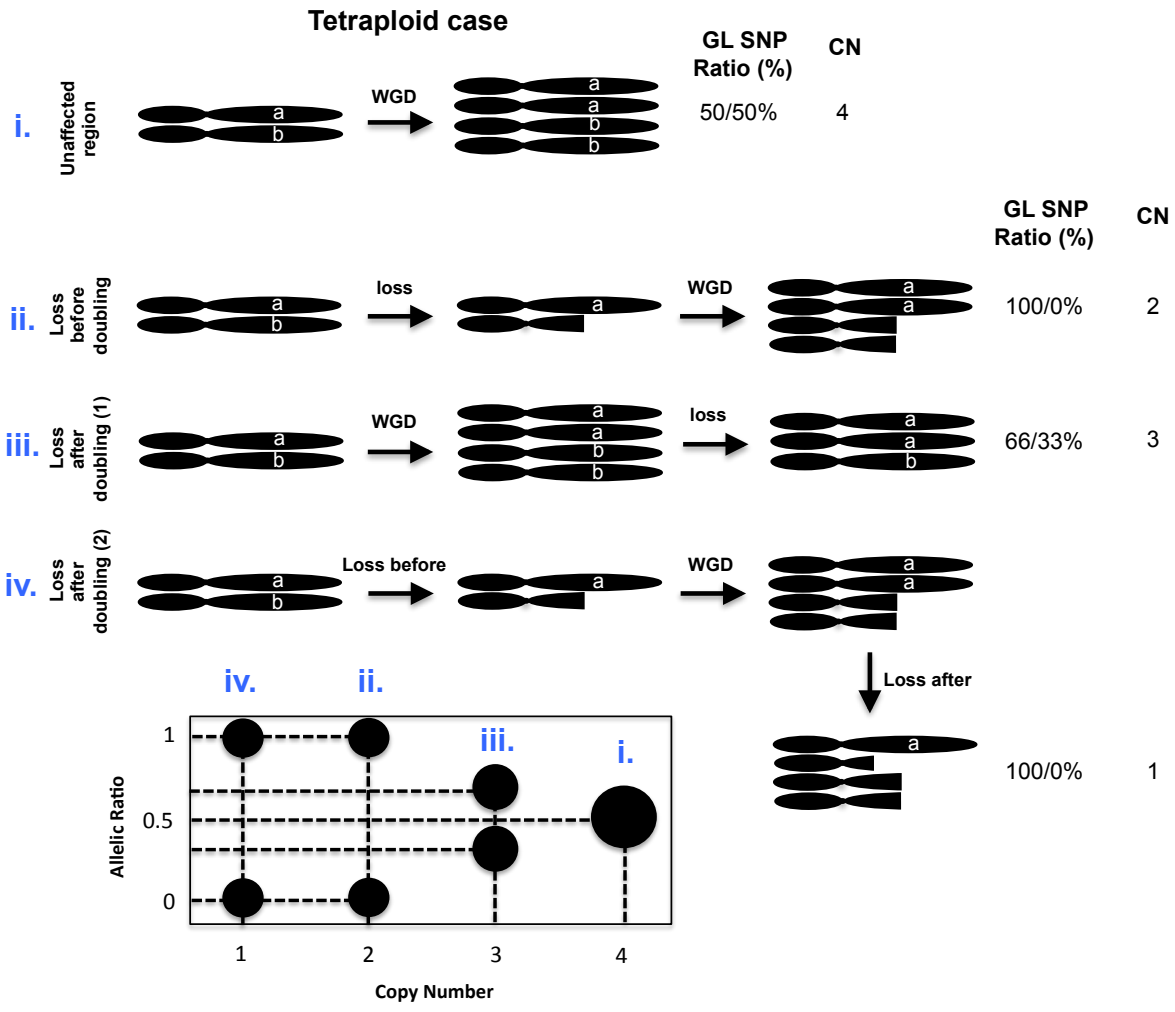 Tetraploid case
GL SNP
Ratio (%)
CN
i.
Unaffected
region
a
b
WGD
a
a
b
b
50/50%
4
GL SNP
Ratio (%)
CN
ii.
Loss
before
doubling
a
b
loss
a
WGD
a
a
100/0%
2
iii.
Loss
after
doubling (1)
a
b
WGD
a
a
b
b
loss
a
a
b
66/33%
3
iv.
Loss
after
doubling (2)
a
b
Loss before
a
WGD
a
a
Loss after
a
100/0%
1
iv.
ii.
iii.
i.
Allelic Ratio
1
0.5
0
1
2
3
4
Copy Number